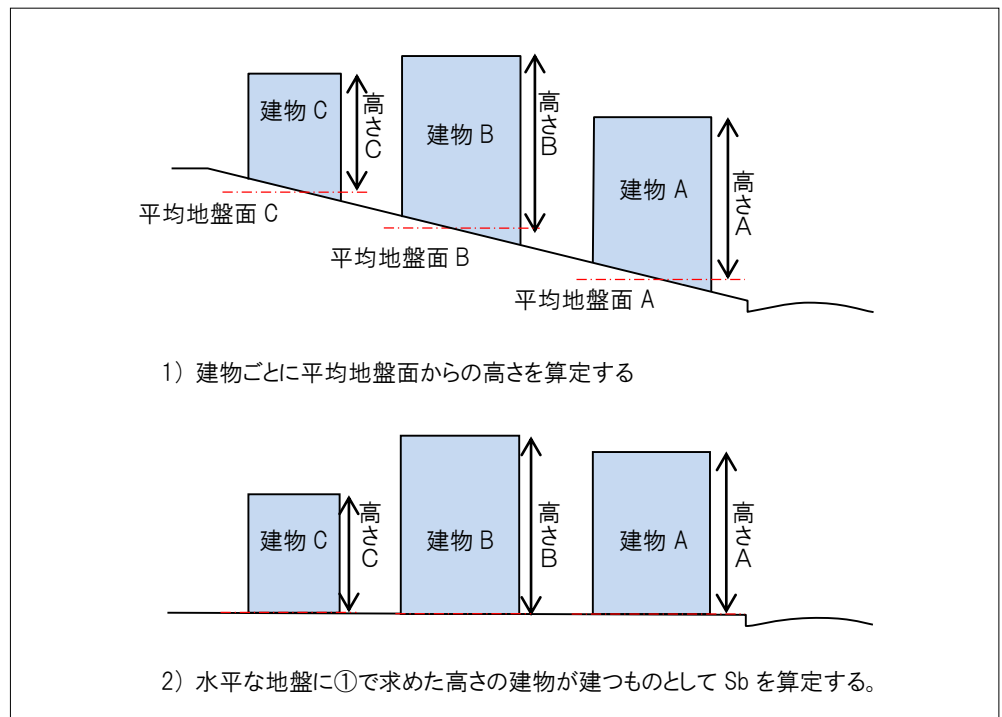 建物 C
高さC
建物 B
高さB
建物 A
高さA
平均地盤面 C
平均地盤面 B
平均地盤面 A
1) 建物ごとに平均地盤面からの高さを算定する
建物 C
高さC
建物 B
高さB
建物 A
高さA
2) 水平な地盤に①で求めた高さの建物が建つものとして Sb を算定する。